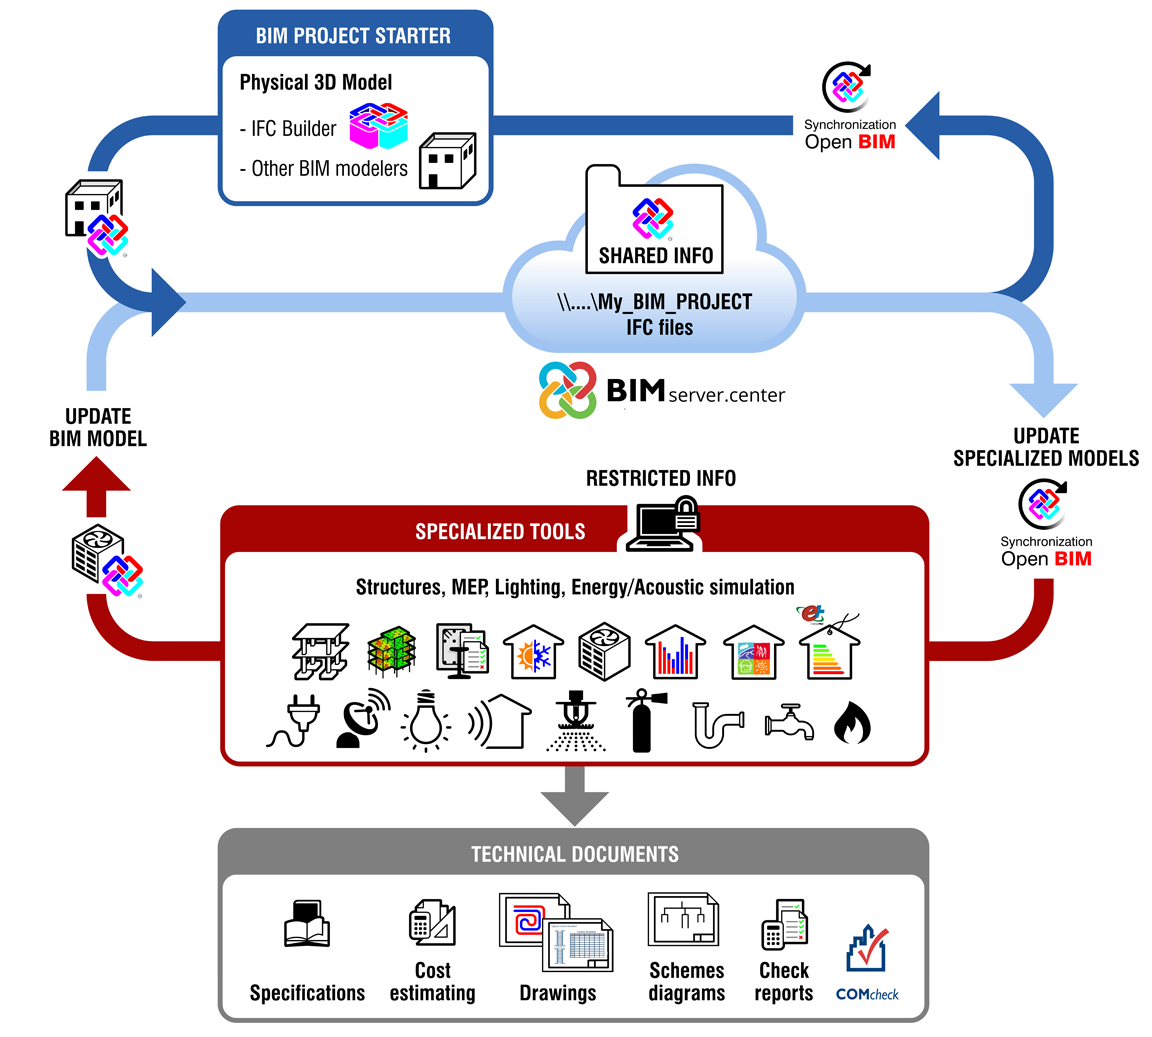 BIM PROJECT STARTER
Physical 3D Model
- IFC Builder
- Other BIM modelers
Synchronization
Open BIM
SHARED INFO
\\....\My_BIM_PROJECT
IFC files
BIMserver.center
UPDATE
BIM MODEL
UPDATE
SPECIALIZED MODELS
Synchronization
Open BIM
RESTRICTED INFO
SPECIALIZED TOOLS
Structures, MEP, Lighting, Energy/Acoustic simulation
et
TECHNICAL DOCUMENTS
Specifications
Cost
estimating
Drawings
Schemes
diagrams
Check
reports
COMcheck